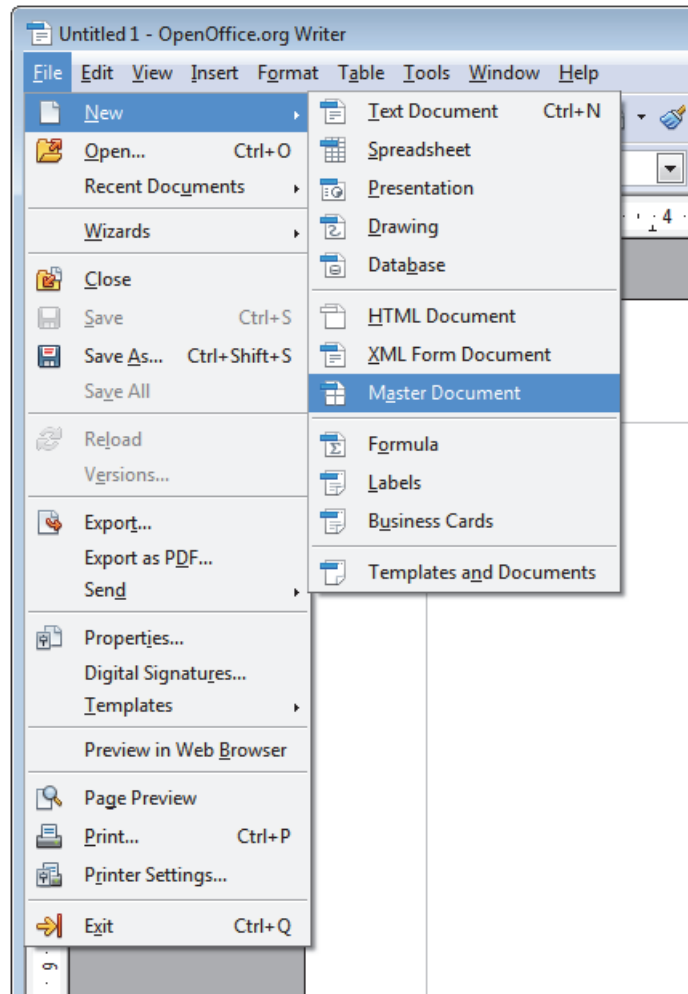 Untitled 1 - OpenOffice.org Writer
File Edit View Insert Format Table Tools Window Help
New
Open... Ctrl+O
Recent Documents
Wizards
Close
Save Ctrl+S
Save As... Ctrl+Shift+S
Save All
Reload
Versions...
Export...
Export as PDF...
Send
Properties...
Digital Signatures...
Templates
Preview in Web Browser
Page Preview
Print... Ctrl+P
Printer Settings...
Exit Ctrl+Q
Text Document Ctrl+N
Spreadsheet
Presentation
Drawing
Database
HTML Document
XML Form Document
Master Document
Formula
Labels
Business Cards
Templates and Documents
4
9